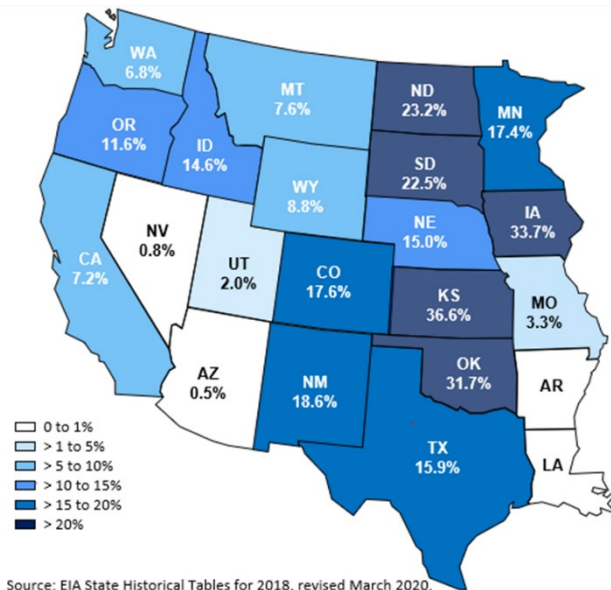 WA
6.8%
MT
7.6%
ND
23.2%
MN
17.4%
OR
11.6%
ID
14.6%
SD
22.5%
WY
8.8%
IA
33.7%
NE
15.0%
NV
0.8%
CA
7.2%
UT
2.0%
CO
17.6%
KS
36.6%
MO
3.3%
AZ
0.5%
NM
18.6%
OK
31.7%
AR
TX
15.9%
LA
0 to 1%
> 1 to 5%
> 5 to 10%
> 10 to 15%
> 15 to 20%
> 20%
Source: EIA State Historical Tables for 2018, revised March 2020.